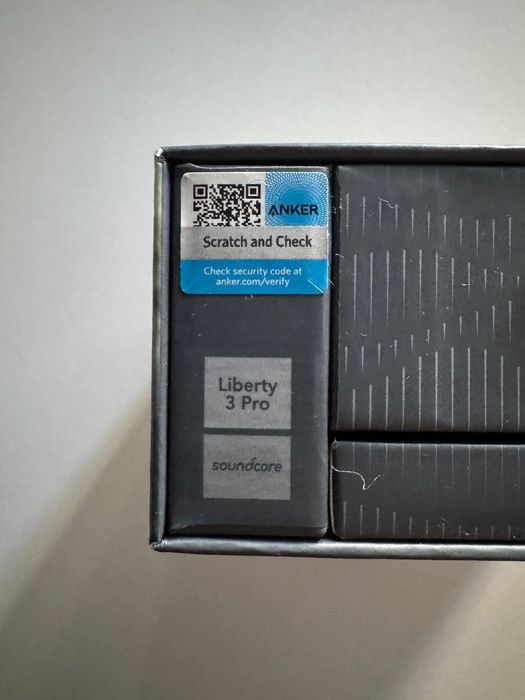 ANKER
Scratch and Check
Check security code at
anker.com/verify
Liberty
3 Pro
soundcore